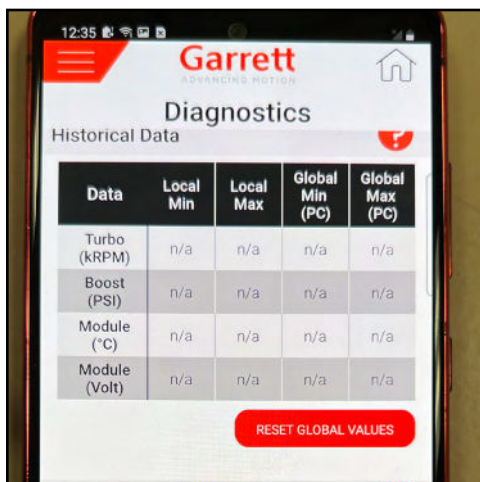 12:35
Garrett
ADVANCING MOTION
Diagnostics
Historical Data
?
Data Local Min Local Max Global Min (PC) Global Max (PC)
Turbo (kRPM) n/a n/a n/a n/a
Boost (PSI) n/a n/a n/a n/a
Module (°C) n/a n/a n/a n/a
Module (Volt) n/a n/a n/a n/a
RESET GLOBAL VALUES